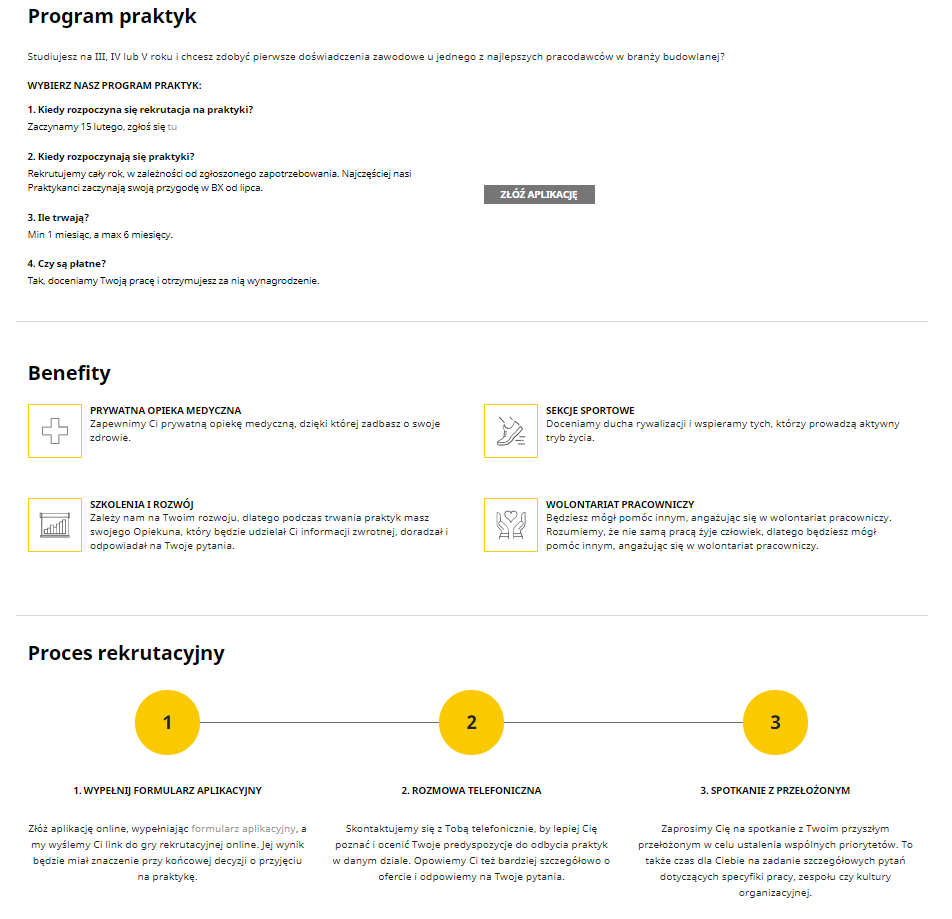 Program praktyk
Studiujesz na III, IV lub V roku i chcesz zdobyć pierwsze doświadczenia zawodowe u jednego z najlepszych pracodawców w branży budowlanej?
WYBIERZ NASZ PROGRAM PRAKTYK:
1. Kiedy rozpoczyna się rekrutacja na praktyki?
Zaczynamy 15 lutego, zgłoś się tu
2. Kiedy rozpoczynają się praktyki?
Rekrutujemy cały rok, w zależności od zgłoszonego zapotrzebowania. Najczęściej nasi
Praktykanci zaczynają swoją przygodę w BX od lipca.
3. Ile trwają?
Min 1 miesiąc, a max 6 miesięcy.
4. Czy są płatne?
Tak, doceniamy Twoją pracę i otrzymujesz za nią wynagrodzenie.
ZŁÓŻ APLIKACJĘ
Benefity
PRYWATNA OPIEKA MEDYCZNA
Zapewnimy Ci prywatną opiekę medyczną, dzięki której zadbasz o swoje
zdrowie.
SEKCJE SPORTOWE
Doceniamy ducha rywalizacji i wspieramy tych, którzy prowadzą aktywny
tryb życia.
SZKOLENIA I ROZWÓJ
Zależy nam na Twoim rozwoju, dlatego podczas trwania praktyk masz
swojego Opiekuna, który będzie udzielał Ci informacji zwrotnej, doradzał i
odpowiadał na Twoje pytania.
WOLONTARIAT PRACOWNICZY
Będziesz mógł pomóc innym, angażując się w wolontariat pracowniczy.
Rozumiemy, że nie samą pracą żyje człowiek, dlatego będziesz mógł
pomóc innym, angażując się w wolontariat pracowniczy.
Proces rekrutacyjny
1
2
3
1. WYPEŁNIJ FORMULARZ APLIKACYJNY
Złóż aplikację online, wypełniając formularz aplikacyjny, a
my wyślemy Ci link do gry rekrutacyjnej online. Jej wynik
będzie miał znaczenie przy końcowej decyzji o przyjęciu
na praktykę.
2. ROZMOWA TELEFONICZNA
Skontaktujemy się z Tobą telefonicznie, by lepiej Cię
poznać i ocenić Twoje predyspozycje do odbycia praktyk
w danym dziale. Opowiemy Ci też bardziej szczegółowo o
ofercie i odpowiemy na Twoje pytania.
3. SPOTKANIE Z PRZEŁOŻONYM
Zaprosimy Cię na spotkanie z Twoim przyszłym
przełożonym w celu ustalenia wspólnych priorytetów. To
także czas dla Ciebie na zadanie szczegółowych pytań
dotyczących specyfiki pracy, zespołu czy kultury
organizacyjnej.